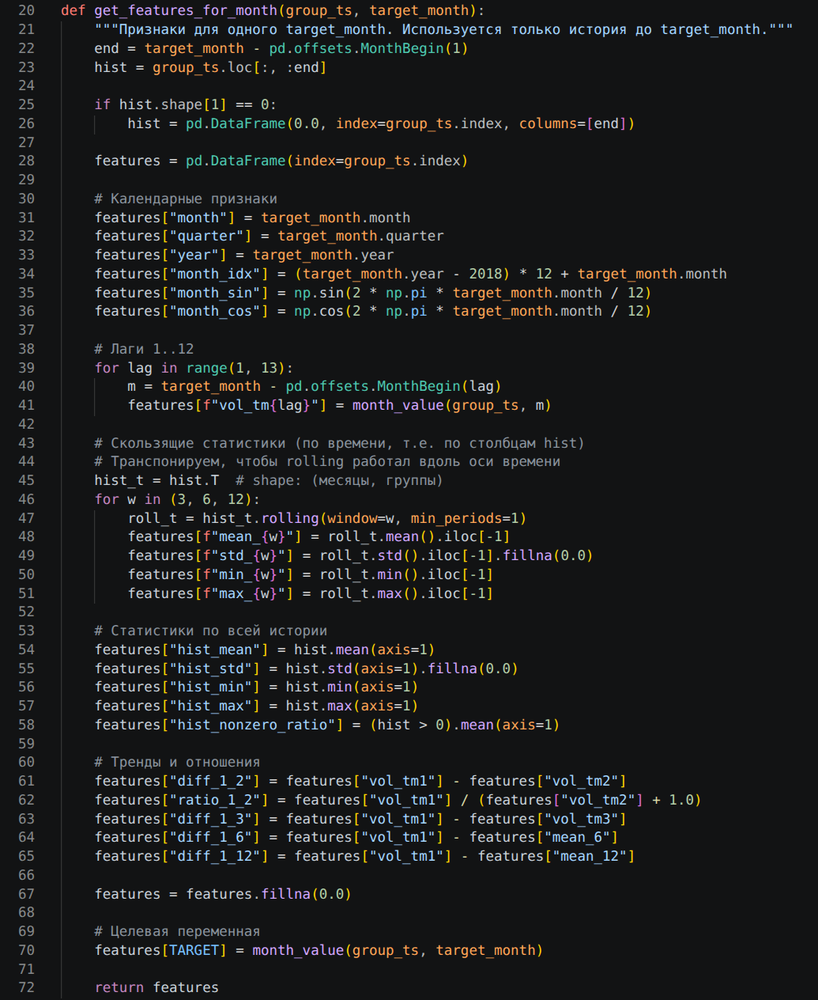 20 def get_features_for_month(group_ts, target_month):
21     """Признаки для одного target_month. Используется только история до target_month."""
22     end = target_month - pd.offsets.MonthBegin(1)
23     hist = group_ts.loc[:, :end]
24
25     if hist.shape[1] == 0:
26         hist = pd.DataFrame(0.0, index=group_ts.index, columns=[end])
27
28     features = pd.DataFrame(index=group_ts.index)
29
30     # Календарные признаки
31     features["month"] = target_month.month
32     features["quarter"] = target_month.quarter
33     features["year"] = target_month.year
34     features["month_idx"] = (target_month.year - 2018) * 12 + target_month.month
35     features["month_sin"] = np.sin(2 * np.pi * target_month.month / 12)
36     features["month_cos"] = np.cos(2 * np.pi * target_month.month / 12)
37
38     # Лаги 1..12
39     for lag in range(1, 13):
40         m = target_month - pd.offsets.MonthBegin(lag)
41         features[f"vol_tm{lag}"] = month_value(group_ts, m)
42
43     # Скользящие статистики (по времени, т.е. по столбцам hist)
44     # Транспонируем, чтобы rolling работал вдоль оси времени
45     hist_t = hist.T  # shape: (месяцы, группы)
46     for w in (3, 6, 12):
47         roll_t = hist_t.rolling(window=w, min_periods=1)
48         features[f"mean_{w}"] = roll_t.mean().iloc[-1]
49         features[f"std_{w}"] = roll_t.std().iloc[-1].fillna(0.0)
50         features[f"min_{w}"] = roll_t.min().iloc[-1]
51         features[f"max_{w}"] = roll_t.max().iloc[-1]
52
53     # Статистики по всей истории
54     features["hist_mean"] = hist.mean(axis=1)
55     features["hist_std"] = hist.std(axis=1).fillna(0.0)
56     features["hist_min"] = hist.min(axis=1)
57     features["hist_max"] = hist.max(axis=1)
58     features["hist_nonzero_ratio"] = (hist > 0).mean(axis=1)
59
60     # Тренды и отношения
61     features["diff_1_2"] = features["vol_tm1"] - features["vol_tm2"]
62     features["ratio_1_2"] = features["vol_tm1"] / (features["vol_tm2"] + 1.0)
63     features["diff_1_3"] = features["vol_tm1"] - features["vol_tm3"]
64     features["diff_1_6"] = features["vol_tm1"] - features["mean_6"]
65     features["diff_1_12"] = features["vol_tm1"] - features["mean_12"]
66
67     features = features.fillna(0.0)
68
69     # Целевая переменная
70     features[TARGET] = month_value(group_ts, target_month)
71
72     return features